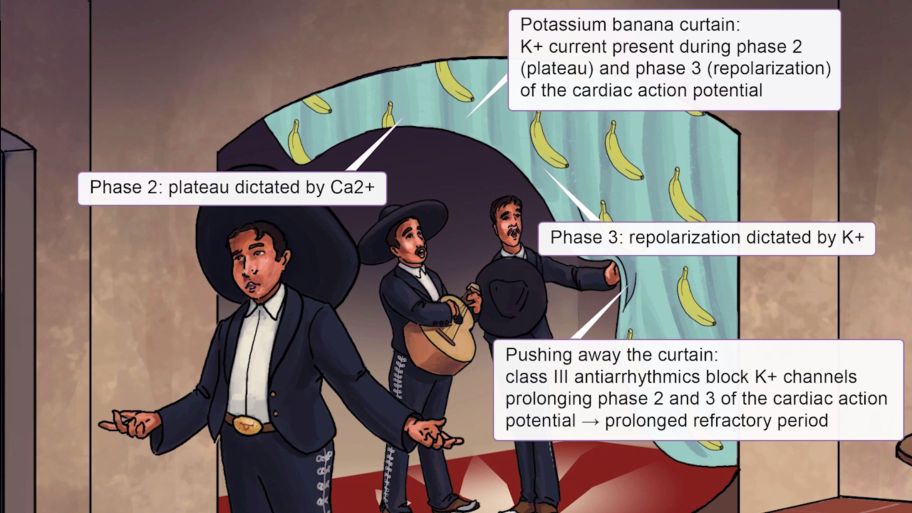 Potassium banana curtain:
K+ current present during phase 2
(plateau) and phase 3 (repolarization)
of the cardiac action potential
Phase 2: plateau dictated by Ca2+
Phase 3: repolarization dictated by K+
Pushing away the curtain:
class III antiarrhythmics block K+ channels
prolonging phase 2 and 3 of the cardiac action
potential → prolonged refractory period